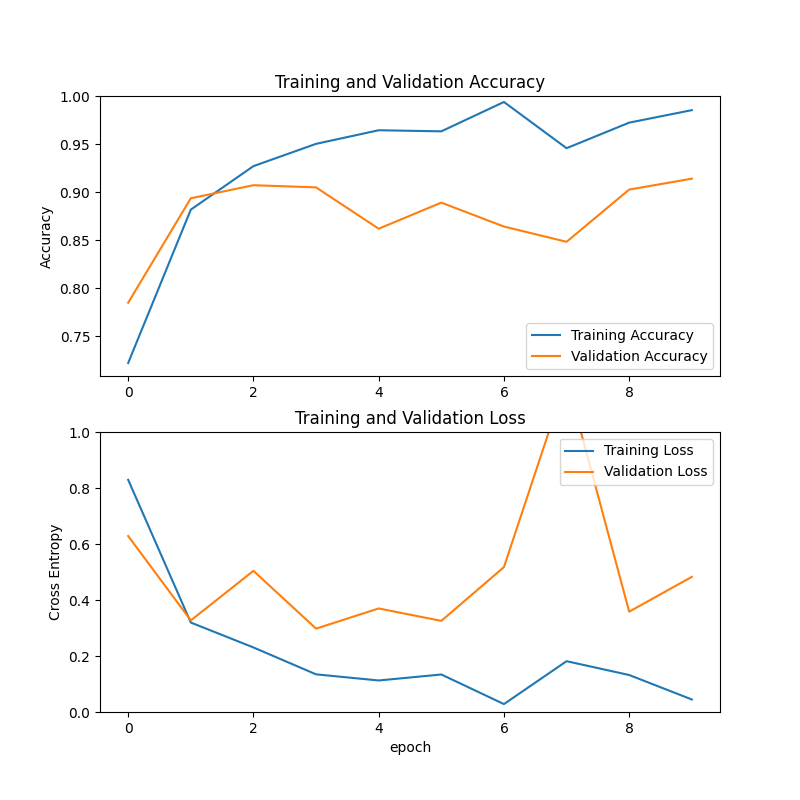 Training and Validation Accuracy
1.00
0.95
0.90
0.85
0.80
0.75
Accuracy
Training Accuracy
Validation Accuracy
0 2 4 6 8
Training and Validation Loss
1.0
0.8
0.6
0.4
0.2
0.0
Cross Entropy
Training Loss
Validation Loss
0 2 4 6 8
epoch